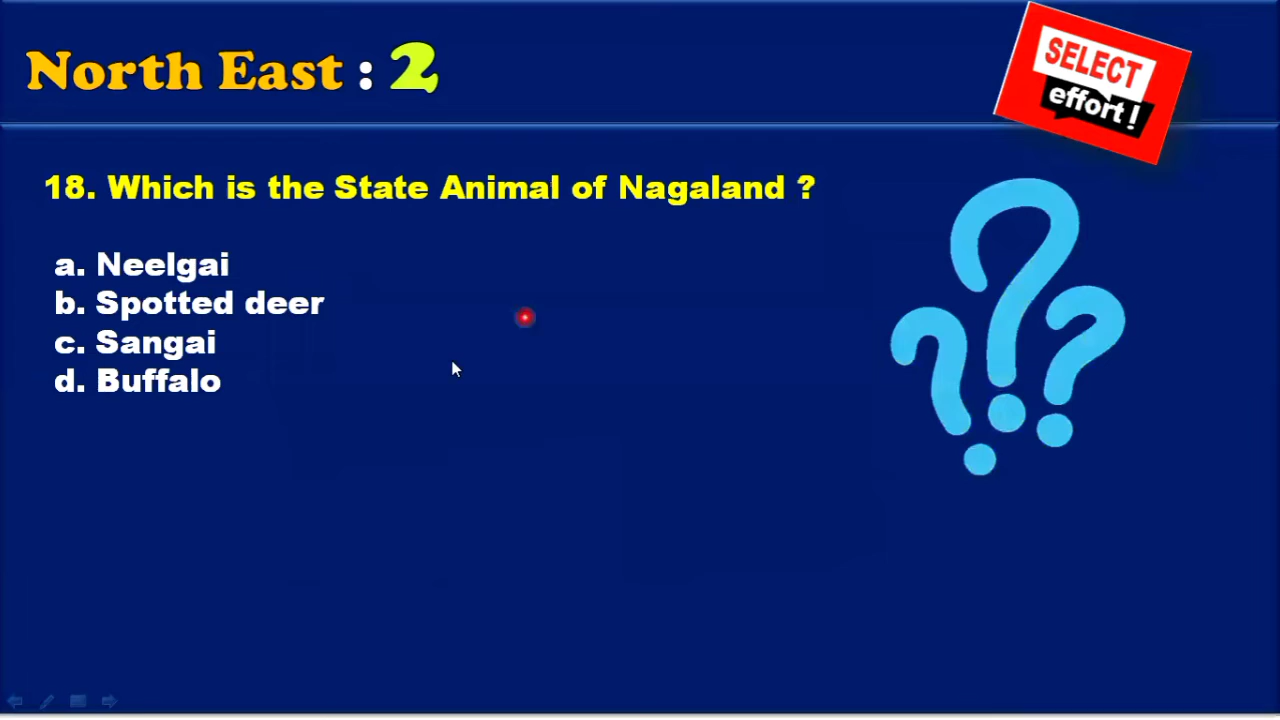 North East : 2
SELECT
effort !
18. Which is the State Animal of Nagaland ?
a. Neelgai
b. Spotted deer
c. Sangai
d. Buffalo